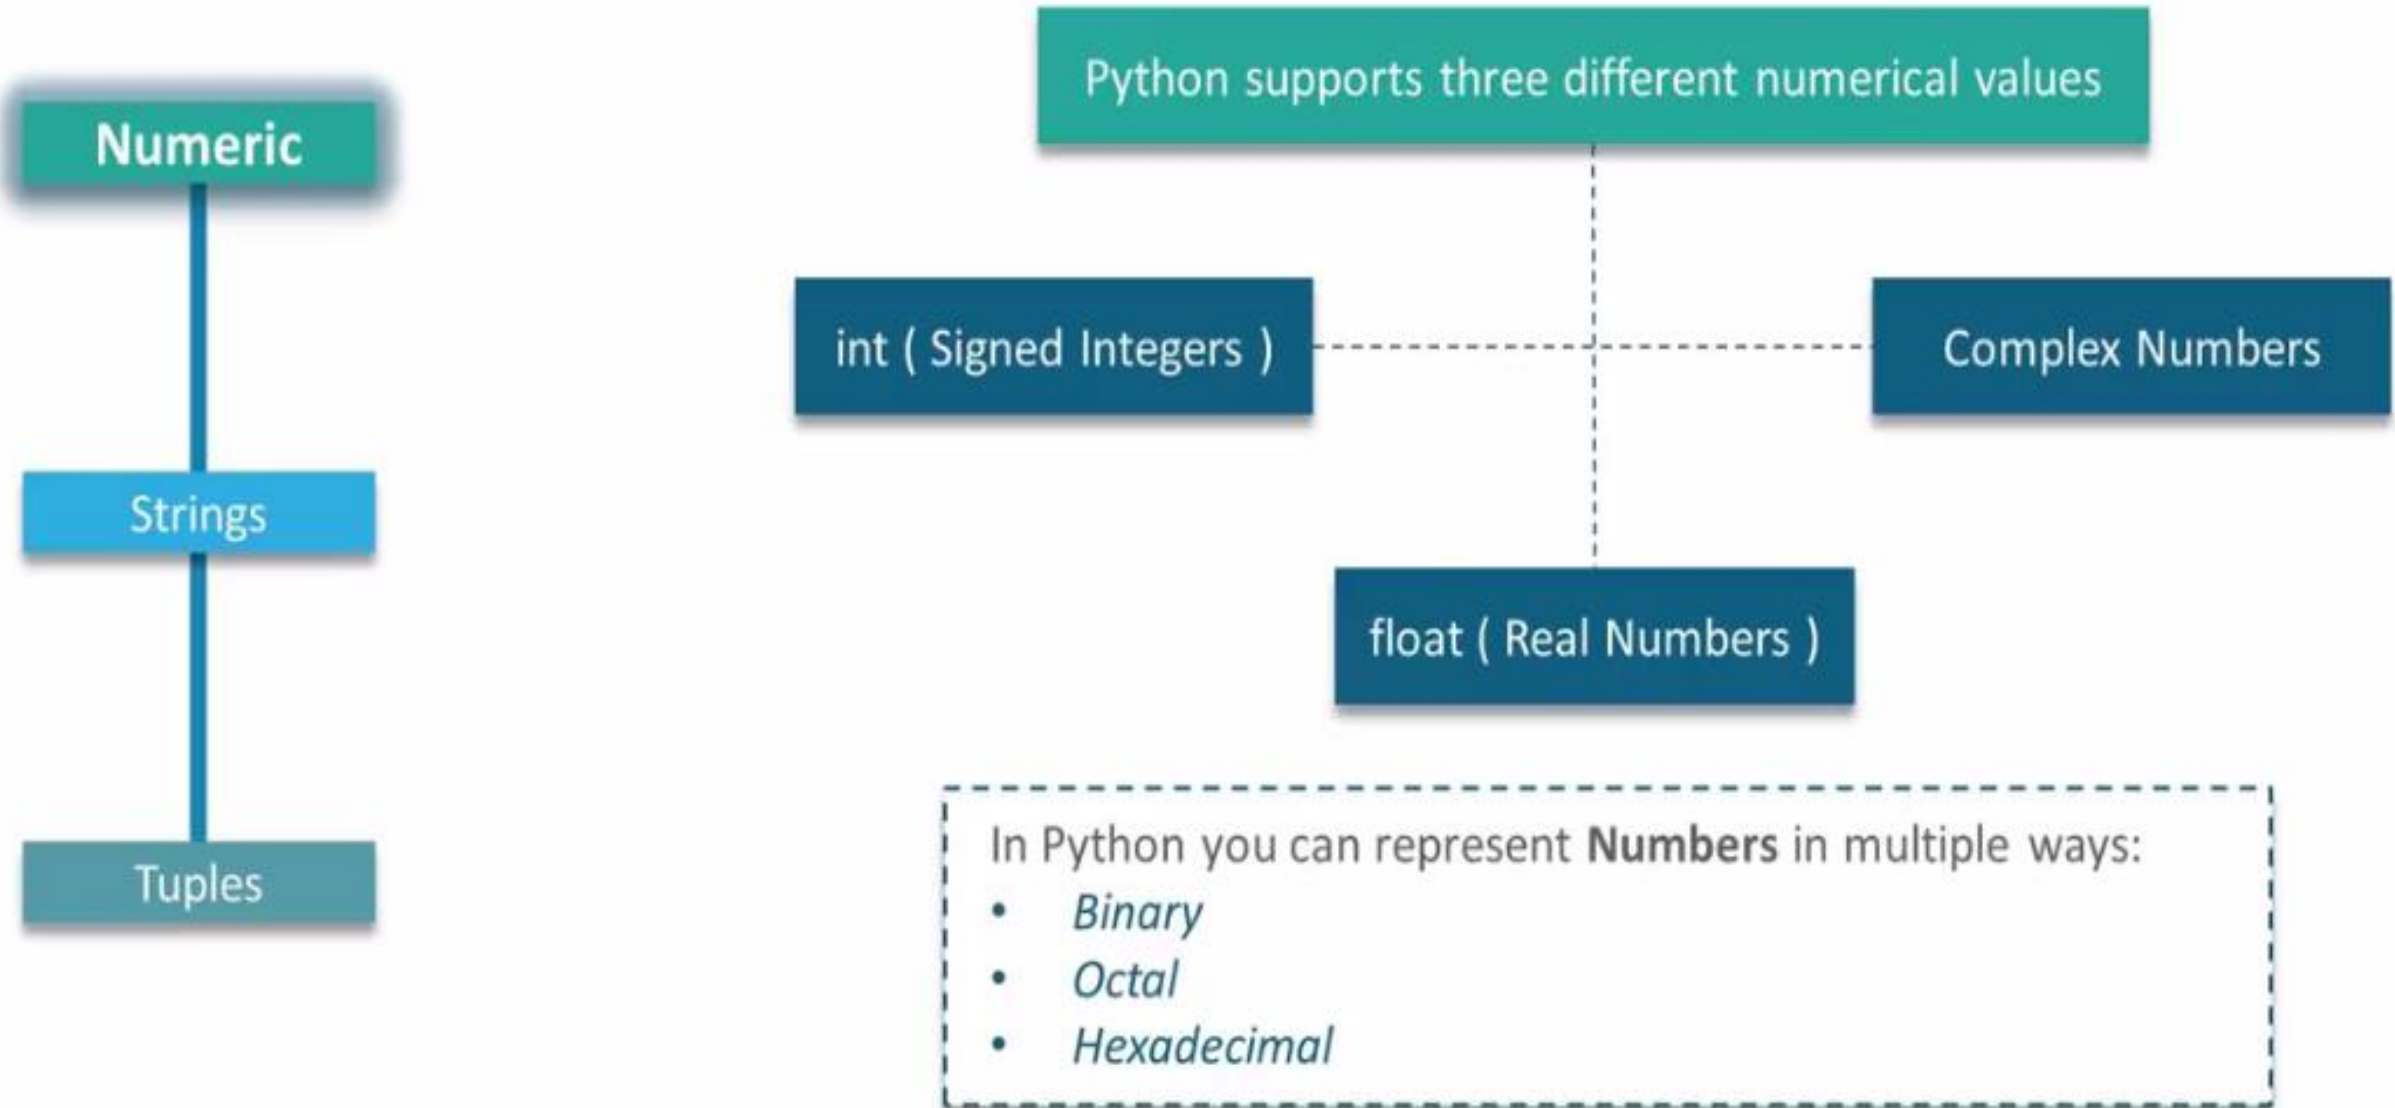 Numeric
Strings
Tuples
Python supports three different numerical values
int ( Signed Integers )
Complex Numbers
float ( Real Numbers )
In Python you can represent Numbers in multiple ways:
• Binary
• Octal
• Hexadecimal